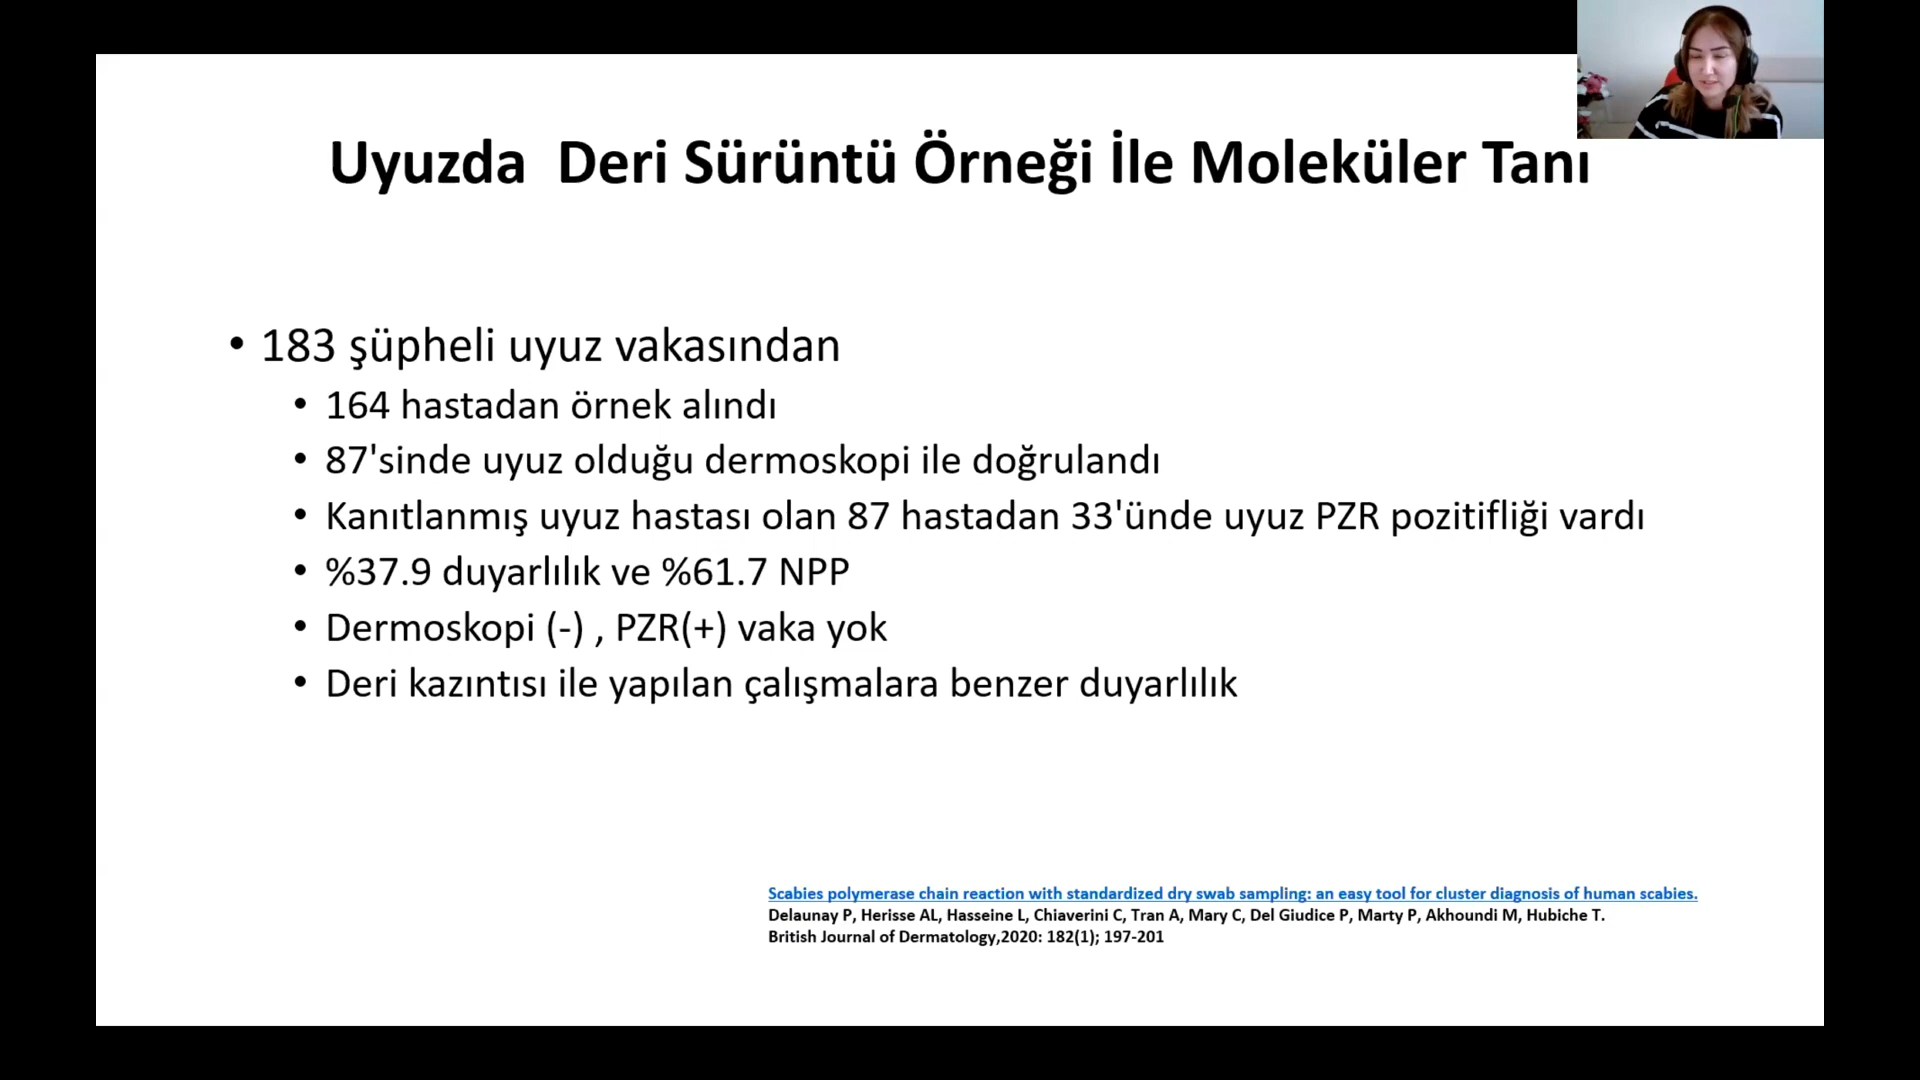 Uyuzda  Deri Sürüntü Örneği İle Moleküler Tanı
• 183 şüpheli uyuz vakasından
• 164 hastadan örnek alındı
• 87'sinde uyuz olduğu dermoskopi ile doğrulandı
• Kanıtlanmış uyuz hastası olan 87 hastadan 33'ünde uyuz PZR pozitifliği vardı
• %37.9 duyarlılık ve %61.7 NPP
• Dermoskopi (-) , PZR(+) vaka yok
• Deri kazıntısı ile yapılan çalışmalara benzer duyarlılık
Scabies polymerase chain reaction with standardized dry swab sampling: an easy tool for cluster diagnosis of human scabies.
Delaunay P, Herisse AL, Hasseine L, Chiaverini C, Tran A, Mary C, Del Giudice P, Marty P, Akhoundi M, Hubiche T.
British Journal of Dermatology,2020: 182(1); 197-201